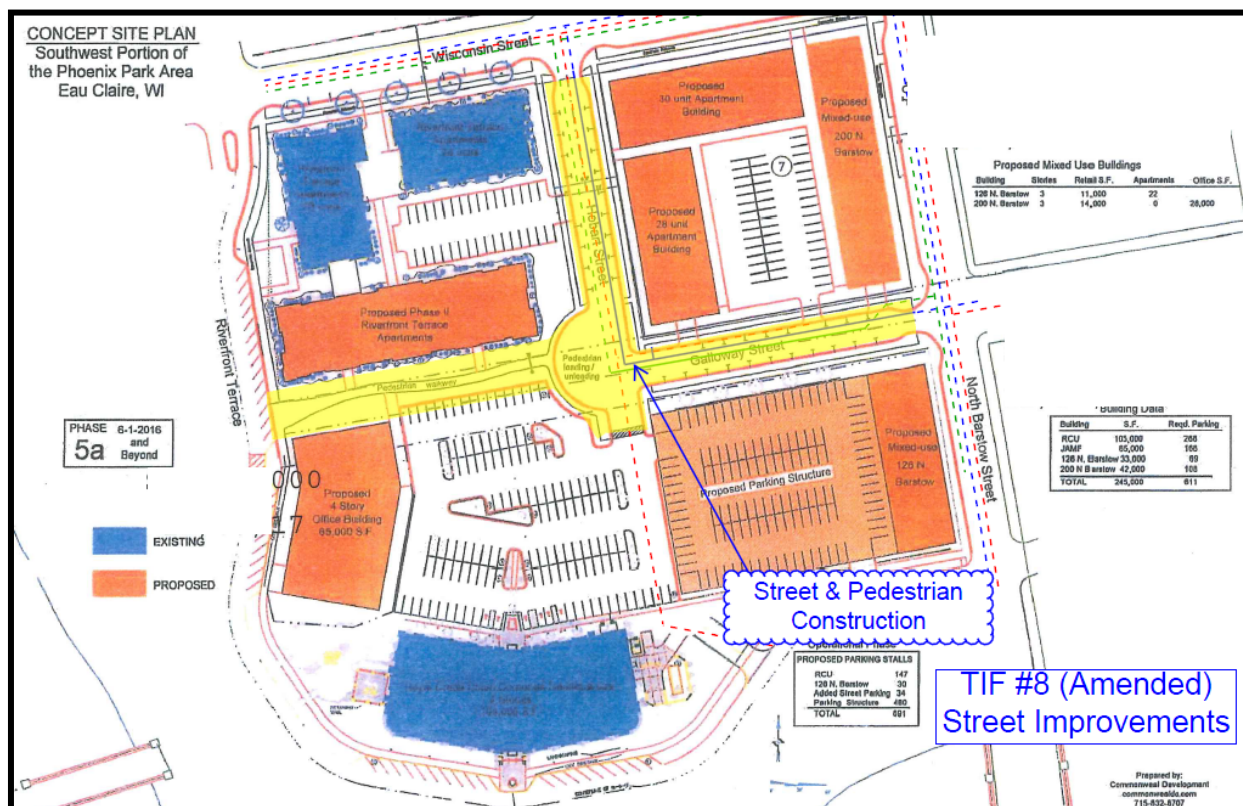 CONCEPT SITE PLAN
Southwest Portion of
the Phoenix Park Area
Eau Claire, WI
Wisconsin Street
Proposed
30 unit Apartment
Building
Proposed
Mixed-use
200 N.
Barstow
7
Riverfront Terrace
Apartments
Hobart Street
Proposed
28 unit
Apartment
Building
Proposed Mixed Use Buildings
Building Stories Retail S.F. Apartments Office S.F.
126 N. Barstow 3 11,000 22
200 N. Barstow 3 14,000 0 28,000
Proposed Phase II
Riverfront Terrace
Apartments
Riverfront Terrace
Pedestrian walkway
Pedestrian
loading /
unloading
Galloway Street
North Barstow Street
PHASE 6-1-2016
5a and
Beyond
Proposed
4 Story
Office Building
65,000 S.F.
000
17
EXISTING
PROPOSED
Proposed Parking Structure
Proposed
Mixed-use
126 N.
Barstow
Building Data
Building S.F. Reqd. Parking
RCU 105,000 266
JAMF 65,000
126 N. Barstow 33,000 69
200 N Barstow 42,000
TOTAL 245,000 611
Street & Pedestrian
Construction
Operational Phase
PROPOSED PARKING STALLS
RCU 147
126 N. Barstow 30
Added Street Parking 34
Parking Structure 480
TOTAL 691
TIF #8 (Amended)
Street Improvements
Prepared by:
Commonweal Development
715-832-8707